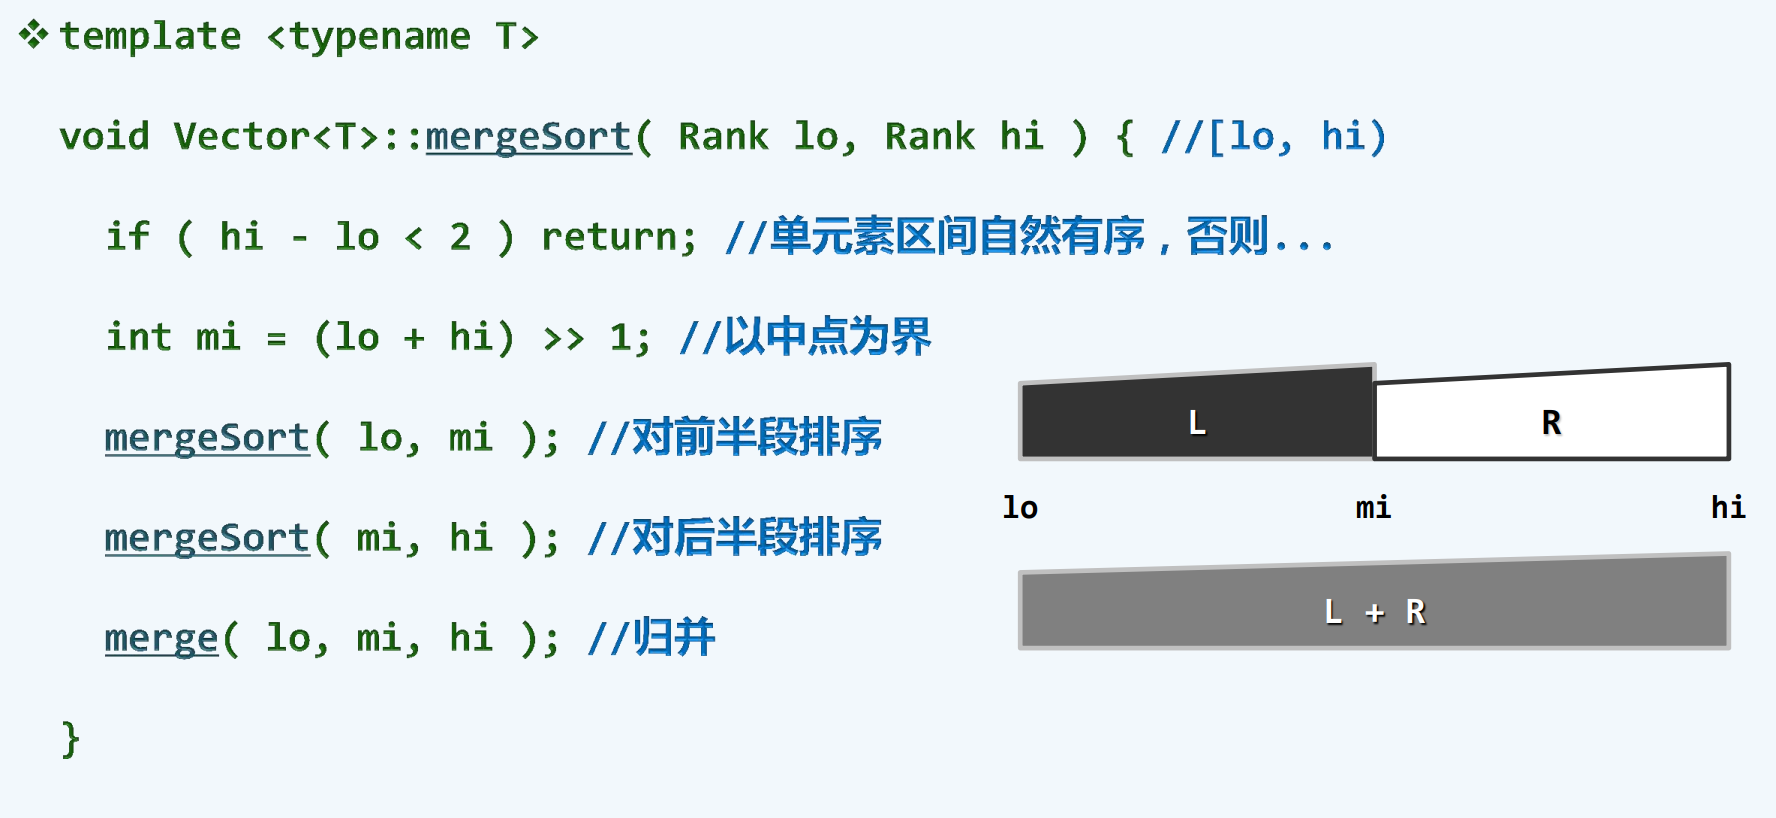 ❖ template <typename T>
void Vector<T>::mergeSort( Rank lo, Rank hi ) { //[lo, hi)
if ( hi - lo < 2 ) return; //单元素区间自然有序，否则...
int mi = (lo + hi) >> 1; //以中点为界
mergeSort( lo, mi ); //对前半段排序
mergeSort( mi, hi ); //对后半段排序
merge( lo, mi, hi ); //归并
}
L R
lo mi hi
L + R